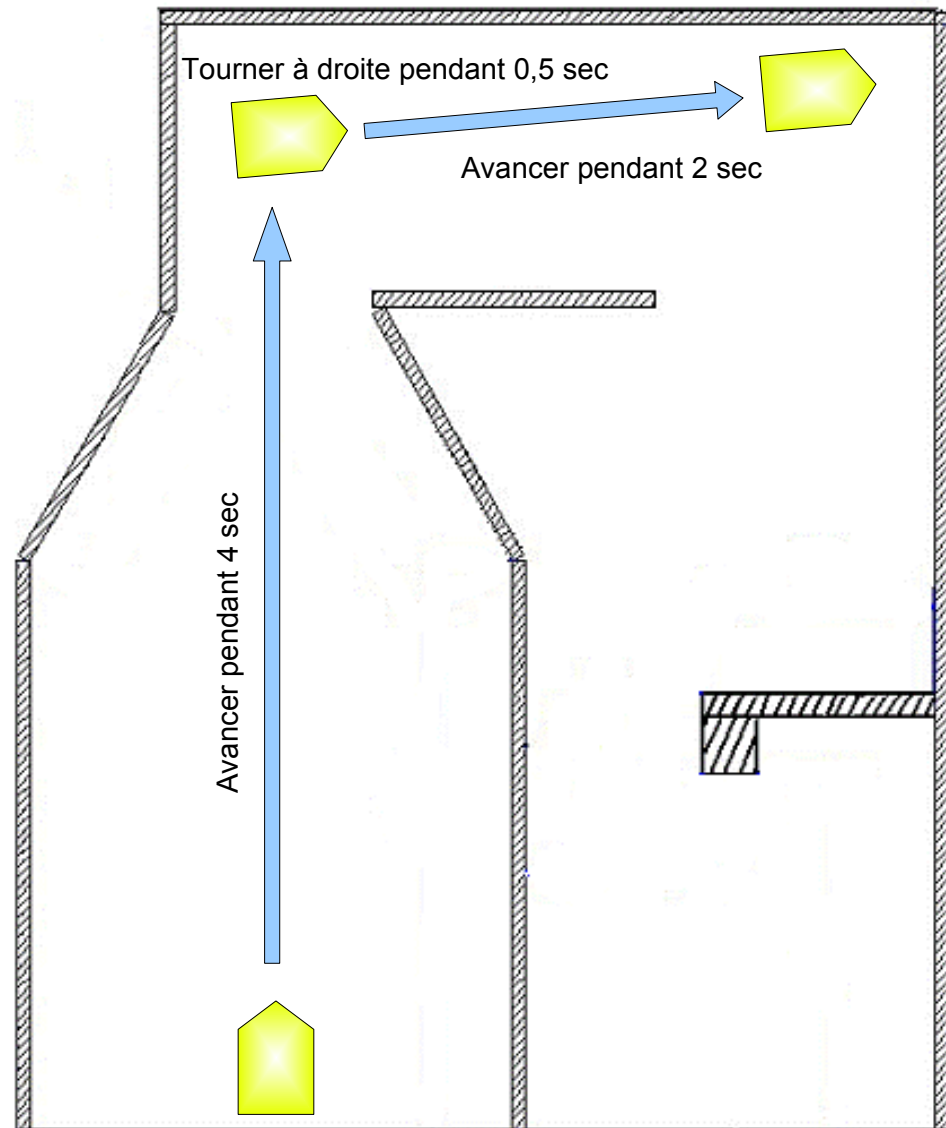 Tourner à droite pendant 0,5 sec
Avancer pendant 2 sec
Avancer pendant 4 sec